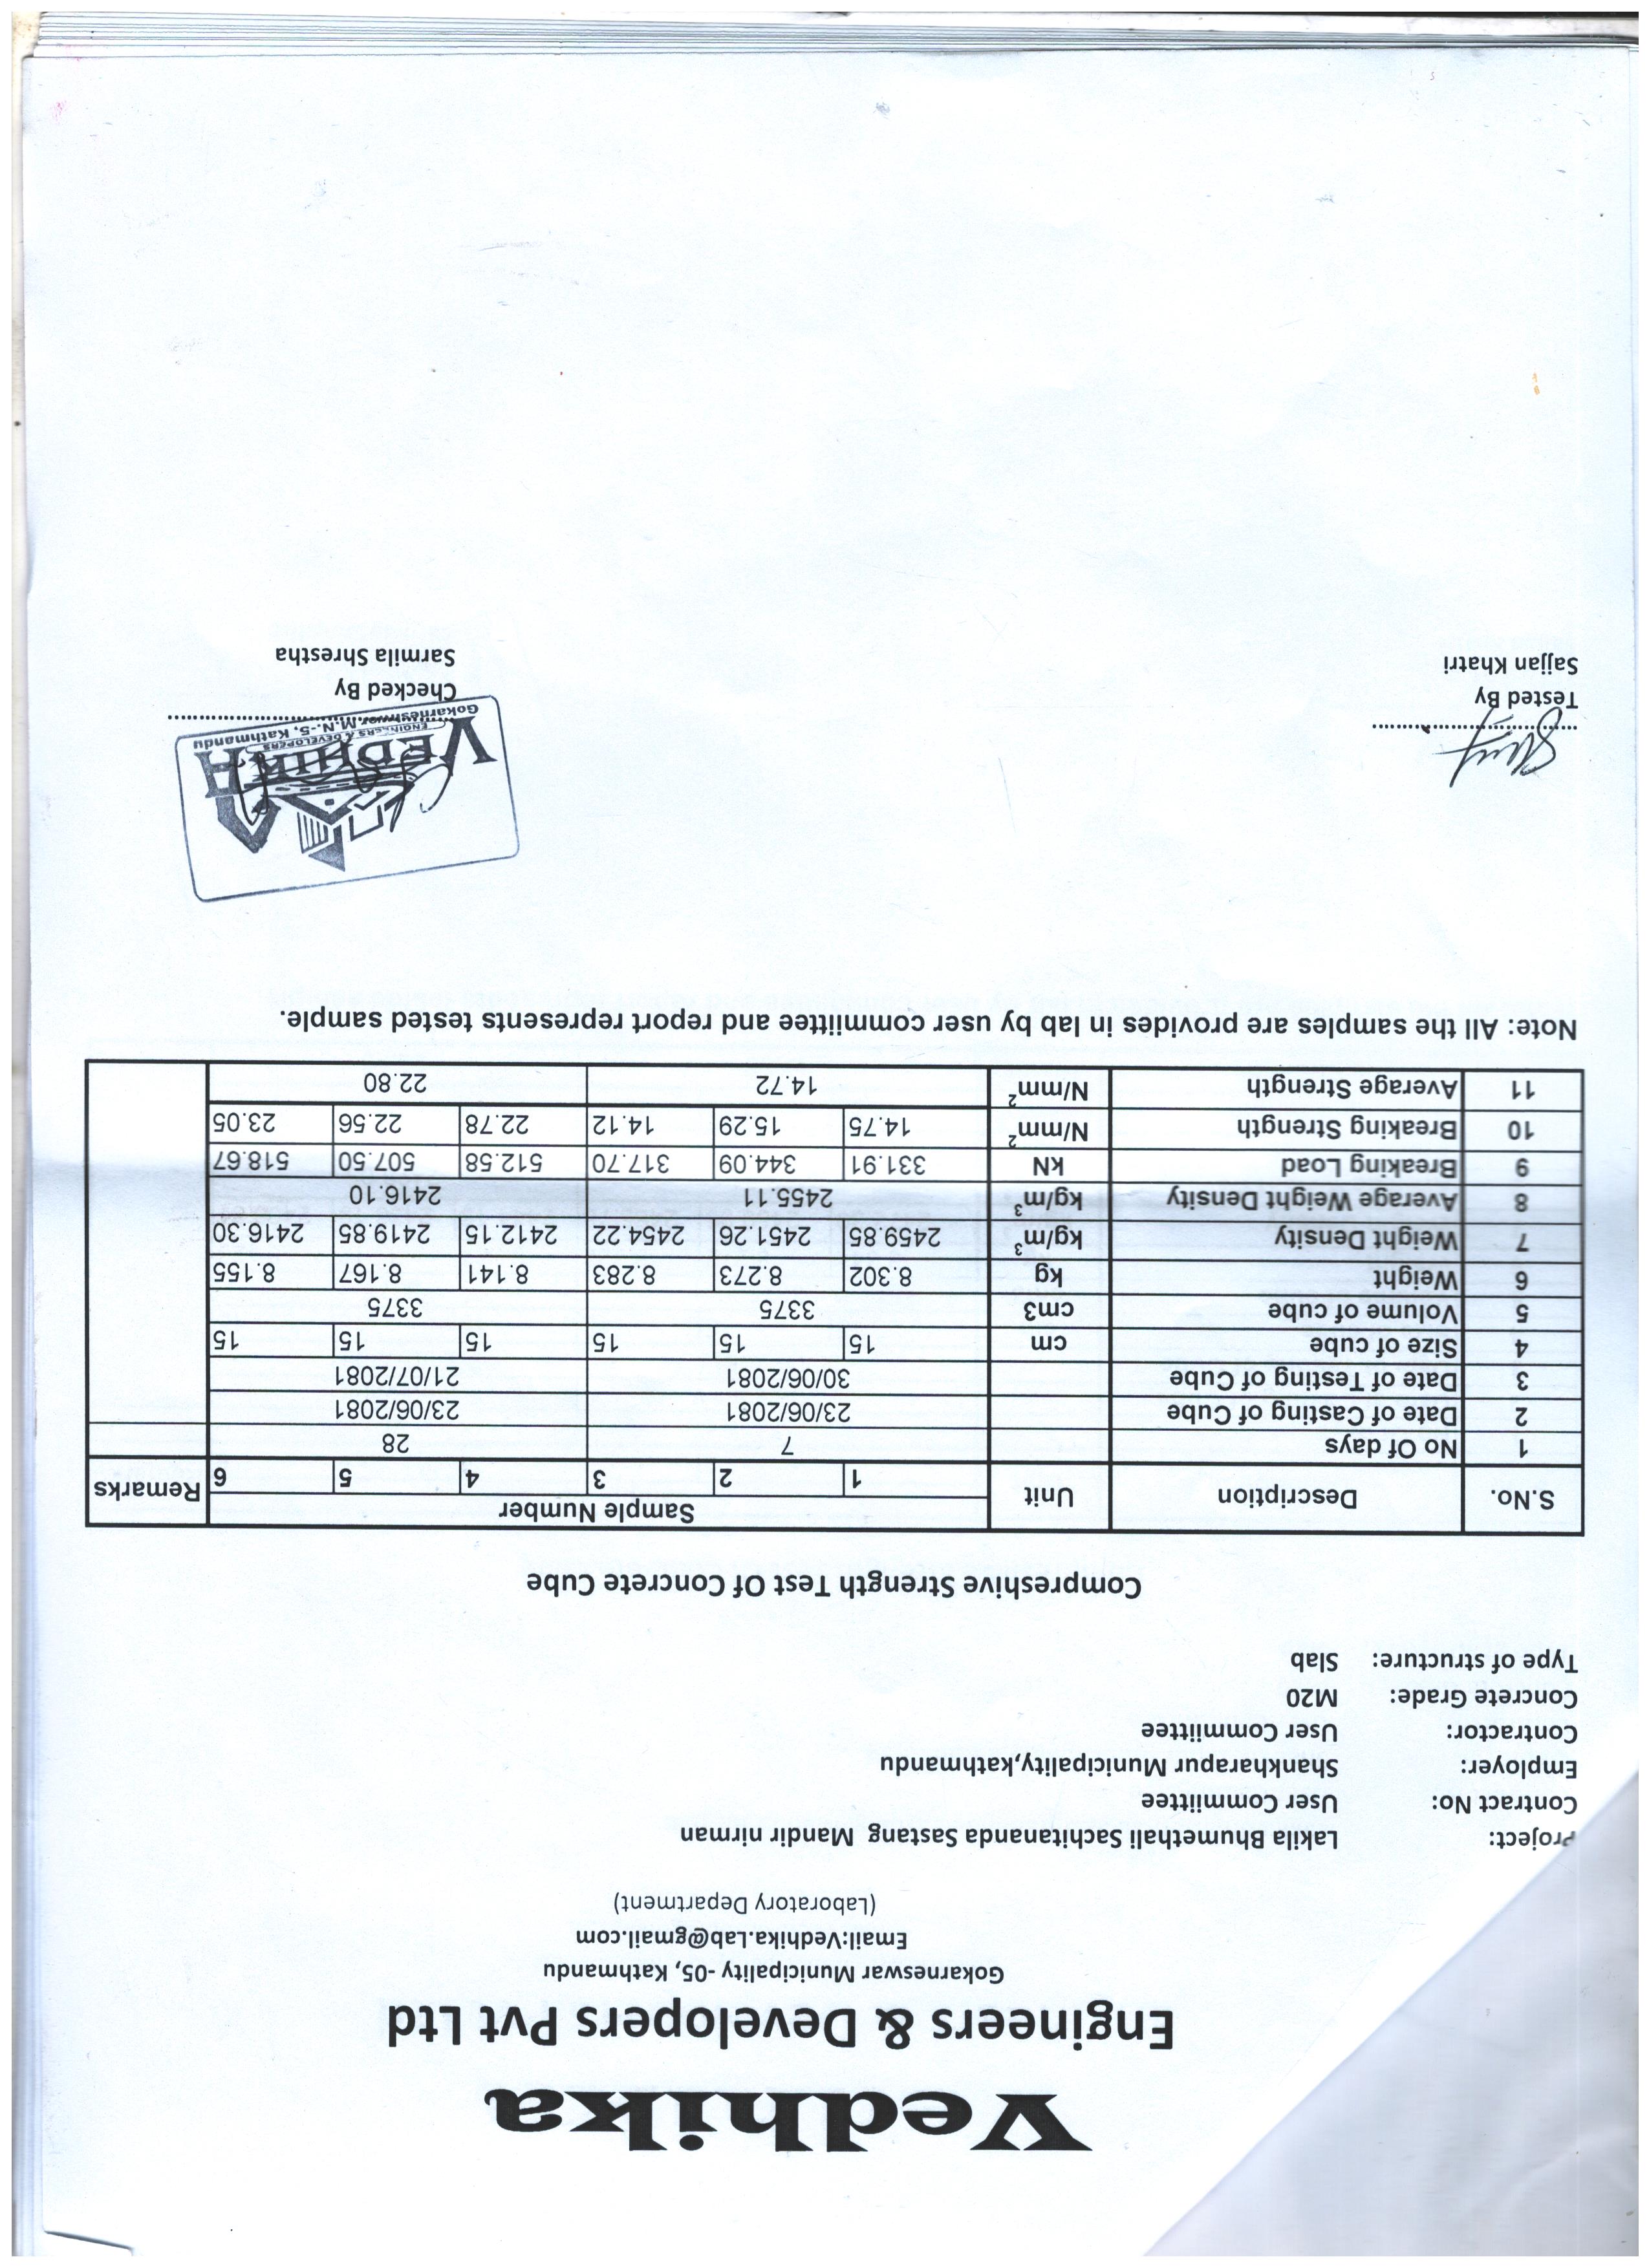 Vedhika
Engineers & Developers Pvt Ltd
Gokarneswar Municipality -05, Kathmandu
Email:Vedhika.Lab@gmail.com
(Laboratory Department)
Project: Lakila Bhumethali Sachitananda Sastang Mandir nirman
Contract No: User Commiittee
Employer: Shankharapur Municipality,kathmandu
Contractor: User Commiittee
Concrete Grade: M20
Type of structure: Slab
Compreshive Strength Test Of Concrete Cube
S.No. Description Unit Sample Number Remarks
1 2 3 4 5 6
1 No Of days 7 28
2 Date of Casting of Cube 23/06/2081 23/06/2081
3 Date of Testing of Cube 30/06/2081 21/07/2081
4 Size of cube cm 15 15 15 15 15 15
5 Volume of cube cm3 3375 3375
6 Weight kg 8.302 8.273 8.283 8.141 8.167 8.155
7 Weight Density kg/m³ 2459.85 2451.26 2454.22 2412.15 2419.85 2416.30
8 Average Weight Density kg/m³ 2455.11 2416.10
9 Breaking Load kN 331.91 344.09 317.70 512.58 507.50 518.67
10 Breaking Strength N/mm² 14.75 15.29 14.12 22.78 22.56 23.05
11 Average Strength N/mm² 14.72 22.80
Note: All the samples are provides in lab by user commiittee and report represents tested sample.
VEDHIKA
ENGINEERS & DEVELOPERS
Gokarneshwor M.N.-5, Kathmandu
Tested By Checked By
Sajjan Khatri Sarmila Shrestha